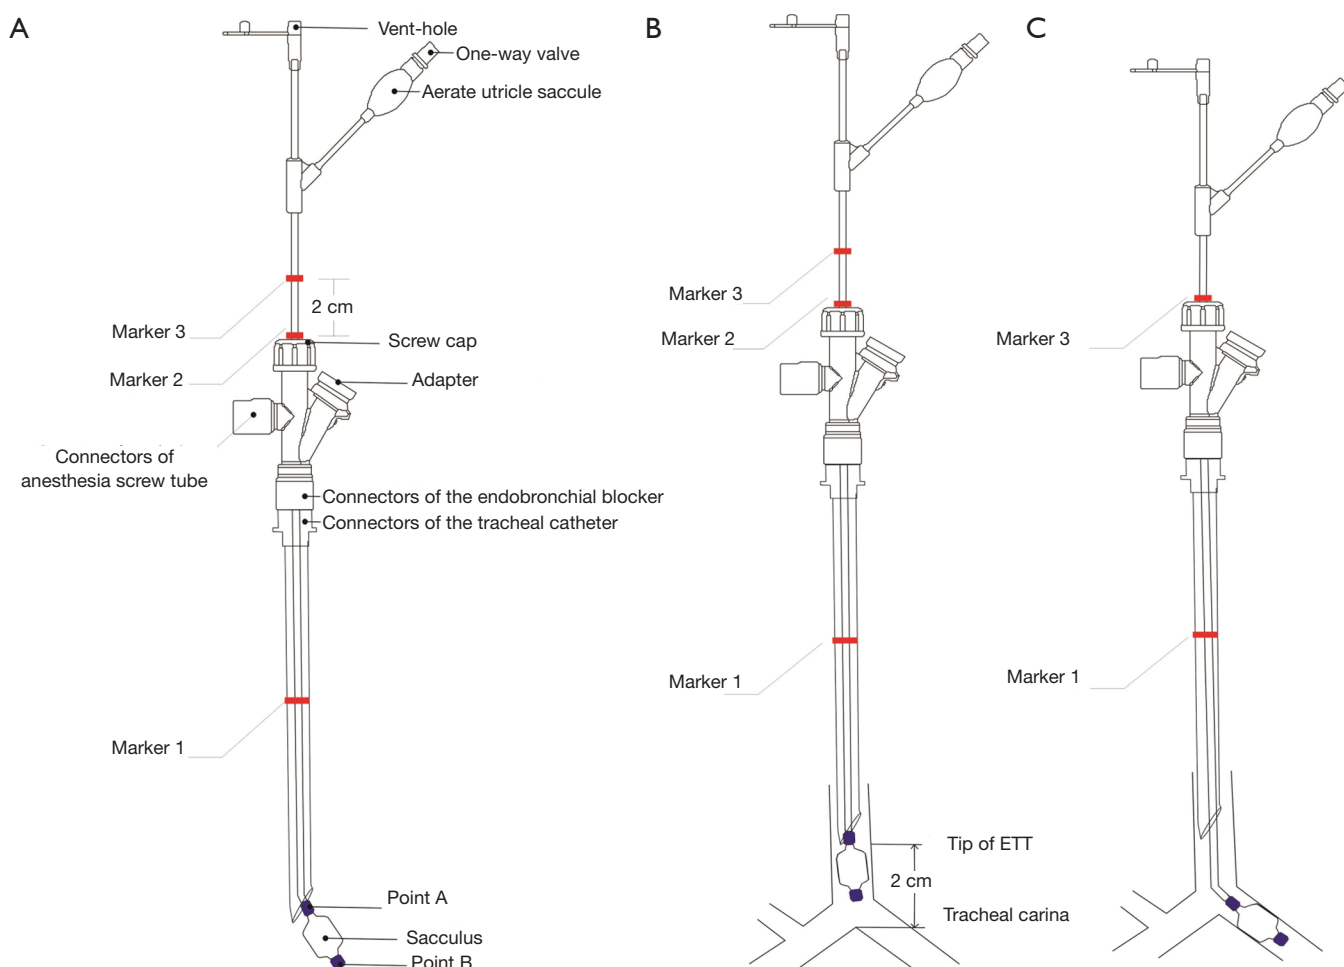 A
Vent-hole
One-way valve
Aerate utricle saccule
Marker 3
2 cm
Screw cap
Marker 2
Adapter
Connectors of
anesthesia screw tube
Connectors of the endobronchial blocker
Connectors of the tracheal catheter
Marker 1
Point A
Sacculus
Point B
B
Marker 3
Marker 2
Marker 1
Tip of ETT
2 cm
Tracheal carina
C
Marker 3
Marker 1